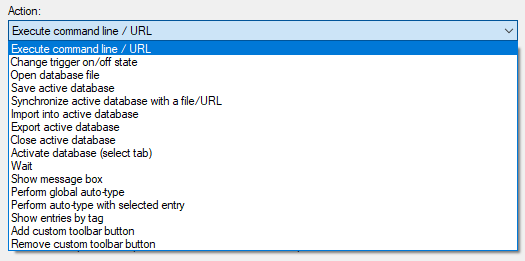 Action:
Execute command line / URL
Execute command line / URL
Change trigger on/off state
Open database file
Save active database
Synchronize active database with a file/URL
Import into active database
Export active database
Close active database
Activate database (select tab)
Wait
Show message box
Perform global auto-type
Perform auto-type with selected entry
Show entries by tag
Add custom toolbar button
Remove custom toolbar button